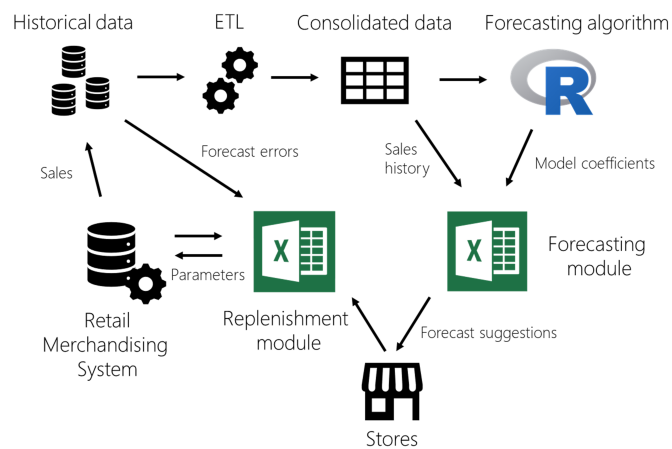 Historical data
ETL
Consolidated data
Forecasting algorithm
R
Forecast errors
Sales
history
Model coefficients
Sales
X
X
Forecasting
module
Parameters
Retail
Merchandising
System
Replenishment
module
Forecast suggestions
Stores